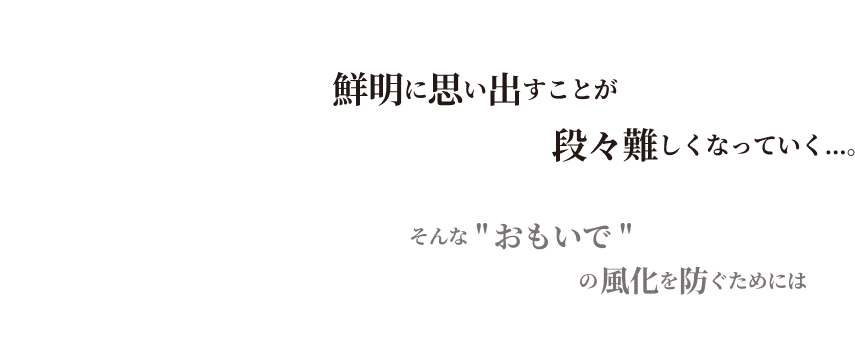 鮮明に思い出すことが
段々難しくなっていく…。
そんな"おもいで"
の風化を防ぐためには